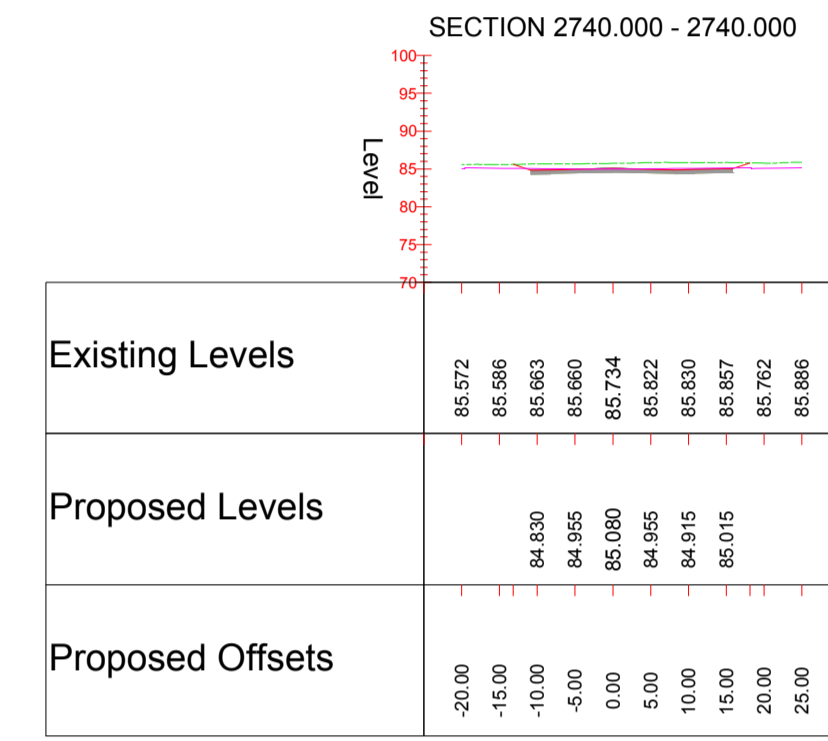 SECTION 2740.000 - 2740.000
Level
100
95
90
85
80
75
70
Existing Levels
85.572 85.586 85.663 85.660 85.734 85.822 85.830 85.857 85.762 85.886
Proposed Levels
84.830 84.955 85.080 84.955 84.915 85.015
Proposed Offsets
-20.00 -15.00 -10.00 -5.00 0.00 5.00 10.00 15.00 20.00 25.00